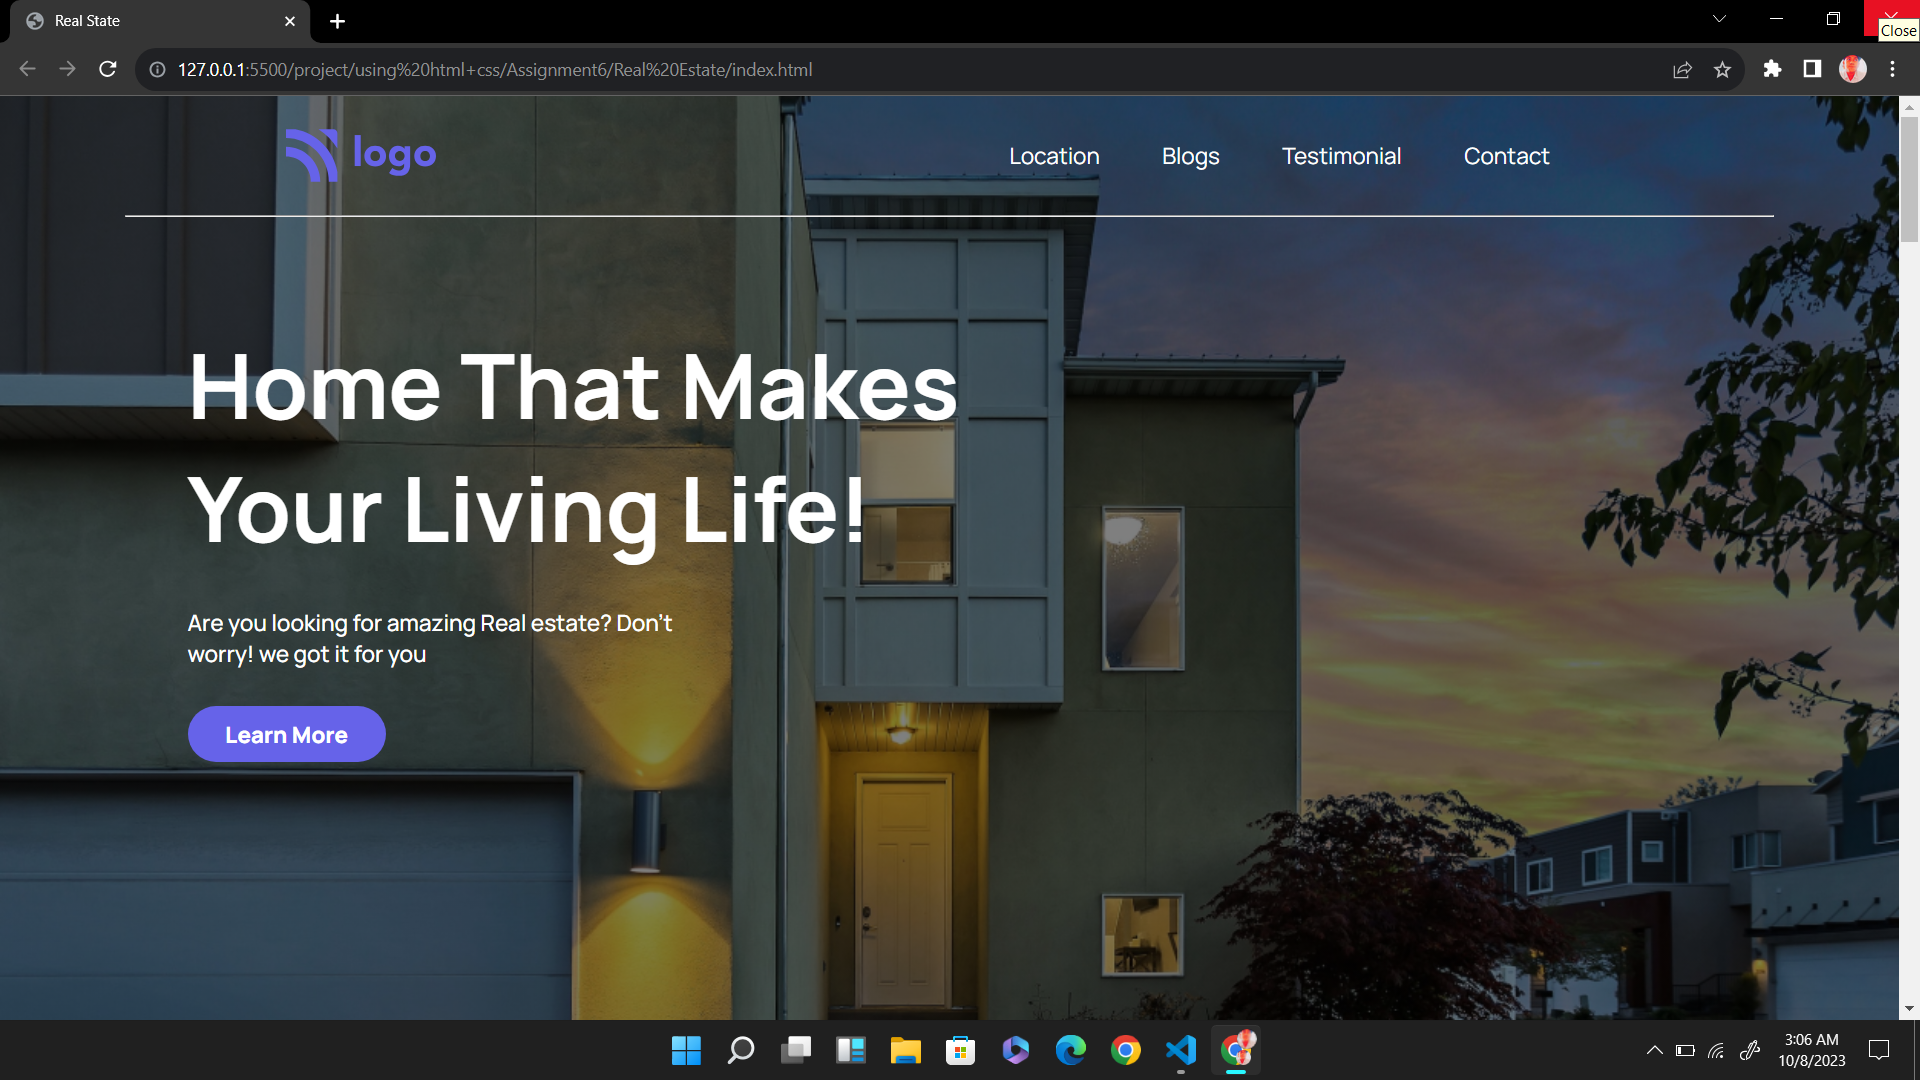 Real State
Close
127.0.0.1:5500/project/using%20html+css/Assignment6/Real%20Estate/index.html
logo
Location Blogs Testimonial Contact
Home That Makes
Your Living Life!
Are you looking for amazing Real estate? Don't
worry! we got it for you
Learn More
3:06 AM
10/8/2023